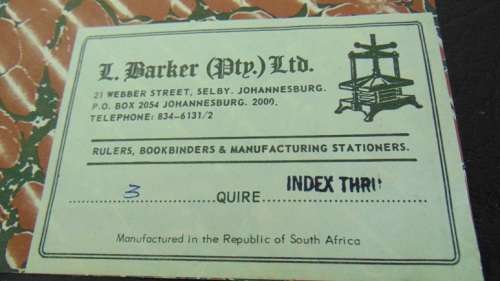 L. Barker (Pty.) Ltd.
21 WEBBER STREET, SELBY. JOHANNESBURG.
P.O. BOX 2054 JOHANNESBURG. 2000.
TELEPHONE: 834-6131/2
RULERS, BOOKBINDERS & MANUFACTURING STATIONERS.
3 QUIRE INDEX THRU
Manufactured in the Republic of South Africa